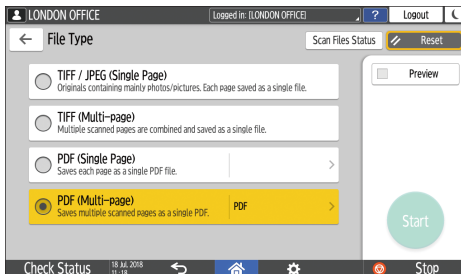 LONDON OFFICE
Logged in: [LONDON OFFICE]
?
Logout
File Type
Scan Files Status
Reset
Preview
TIFF / JPEG (Single Page)
Originals containing mainly photos/pictures. Each page saved as a single file.
TIFF (Multi-page)
Multiple scanned pages are combined and saved as a single file.
PDF (Single Page)
Saves each page as a single PDF file.
PDF (Multi-page)
Saves multiple scanned pages as a single PDF.
PDF
Start
Check Status
18 Jul. 2018
11:18
Stop